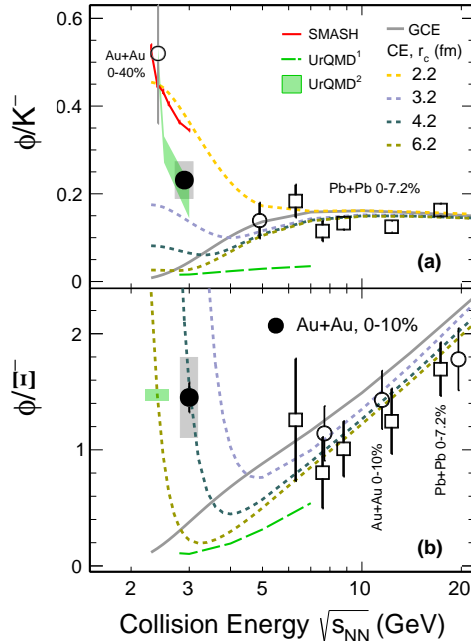 SMASH
UrQMD¹
UrQMD²
GCE
CE, r_c (fm)
2.2
3.2
4.2
6.2
Au+Au
0-40%
Pb+Pb 0-7.2%
(a)
0.6
0.4
0.2
0
ϕ/K⁻
Au+Au, 0-10%
Au+Au 0-10%
Pb+Pb 0-7.2%
(b)
2
1
0
ϕ/Ξ⁻
2 3 4 5 10 20
Collision Energy √s_NN (GeV)